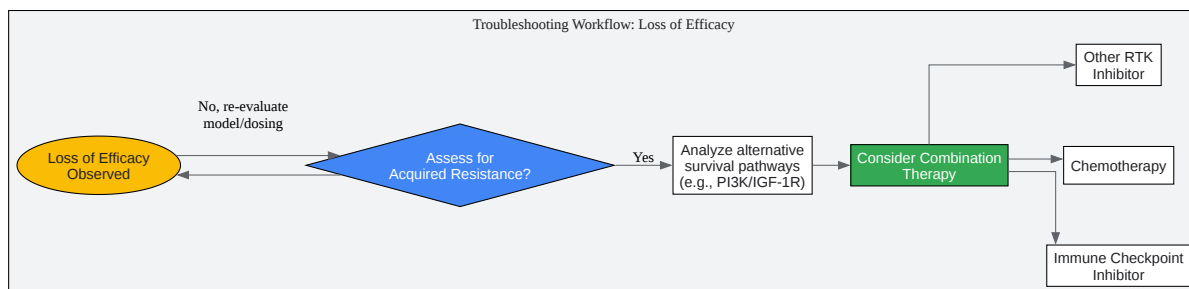 Troubleshooting Workflow: Loss of Efficacy
No, re-evaluate
model/dosing
Loss of Efficacy
Observed
Assess for
Acquired Resistance?
Yes
Analyze alternative
survival pathways
(e.g., PI3K/IGF-1R)
Consider Combination
Therapy
Other RTK
Inhibitor
Chemotherapy
Immune Checkpoint
Inhibitor